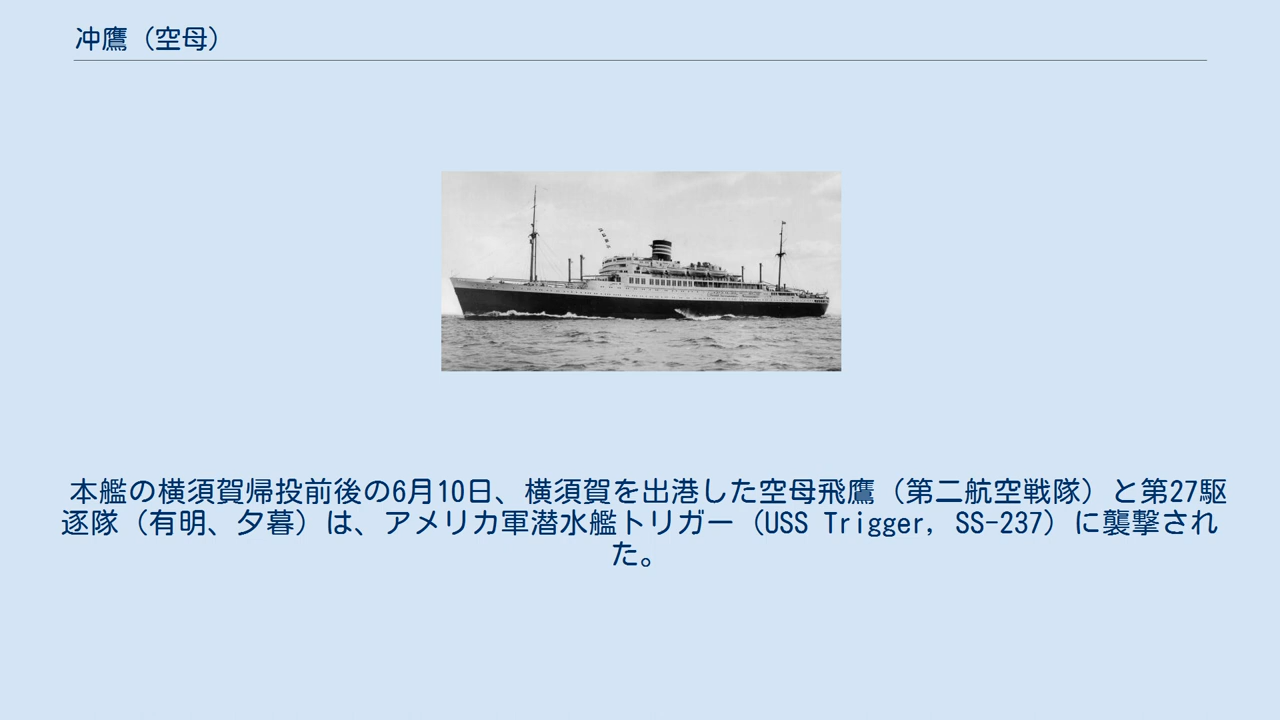 冲鷹（空母）
本艦の横須賀帰投前後の6月10日、横須賀を出港した空母飛鷹（第二航空戦隊）と第27駆
逐隊（有明、夕暮）は、アメリカ軍潜水艦トリガー（USS Trigger, SS-237）に襲撃され
た。